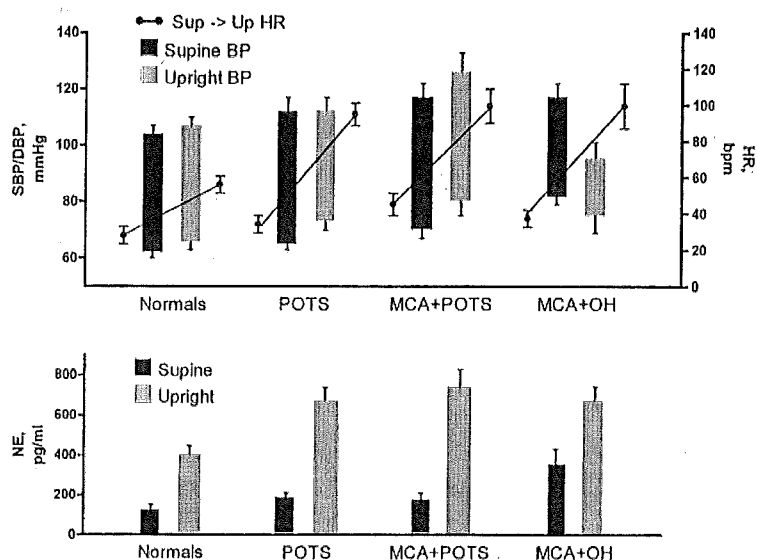 Sup -> Up HR
Supine BP
Upright BP
SBP/DBP,
mmHg
140
120
100
80
60
HR,
bpm
140
120
100
80
60
40
20
0
Normals POTS MCA+POTS MCA+OH
Supine
Upright
NE,
pg/ml
800
600
400
200
0
Normals POTS MCA+POTS MCA+OH